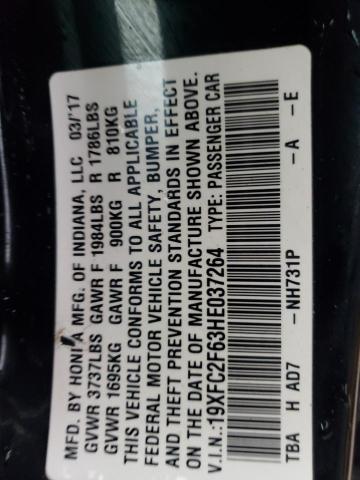 MFD. BY HONDA MFG. OF INDIANA, LLC 03/'17
GVWR 3737LBS GAWR F 1984LBS R 1786LBS
GVWR 1695KG GAWR F 900KG R 810KG
THIS VEHICLE CONFORMS TO ALL APPLICABLE
FEDERAL MOTOR VEHICLE SAFETY, BUMPER,
AND THEFT PREVENTION STANDARDS IN EFFECT
ON THE DATE OF MANUFACTURE SHOWN ABOVE.
V.I.N.:19XFC2F63HE037264 TYPE: PASSENGER CAR
TBA H AD7 -NH731P -A -E